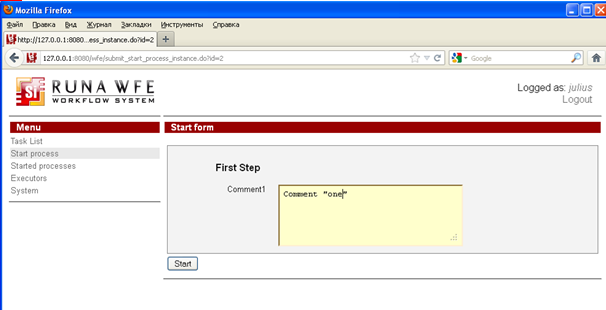 Mozilla Firefox
Файл Правка Вид Журнал Закладки Инструменты Справка
http://127.0.0.1:8080...ess_instance.do?id=2
127.0.0.1:8080/wfe/submit_start_process_instance.do?id=2
Google
RUNA WFE
WORKFLOW SYSTEM
Logged as: julius
Logout
Menu
Start form
Task List
Start process
Started processes
Executors
System
First Step
Comment1
Comment "one"
Start